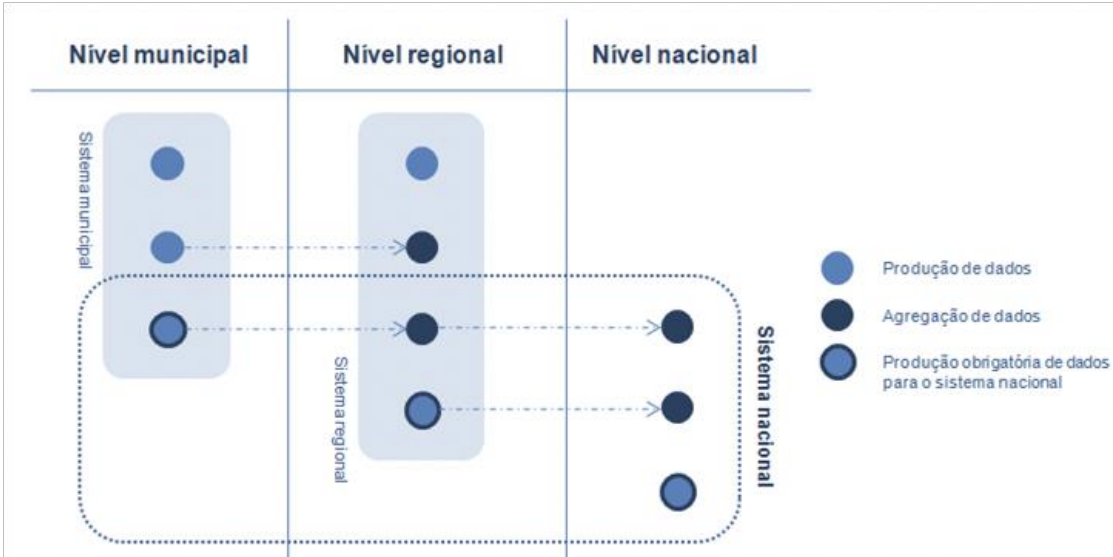 Nível municipal
Nível regional
Nível nacional
Sistema municipal
Sistema regional
Sistema nacional
Produção de dados
Agregação de dados
Produção obrigatória de dados
para o sistema nacional